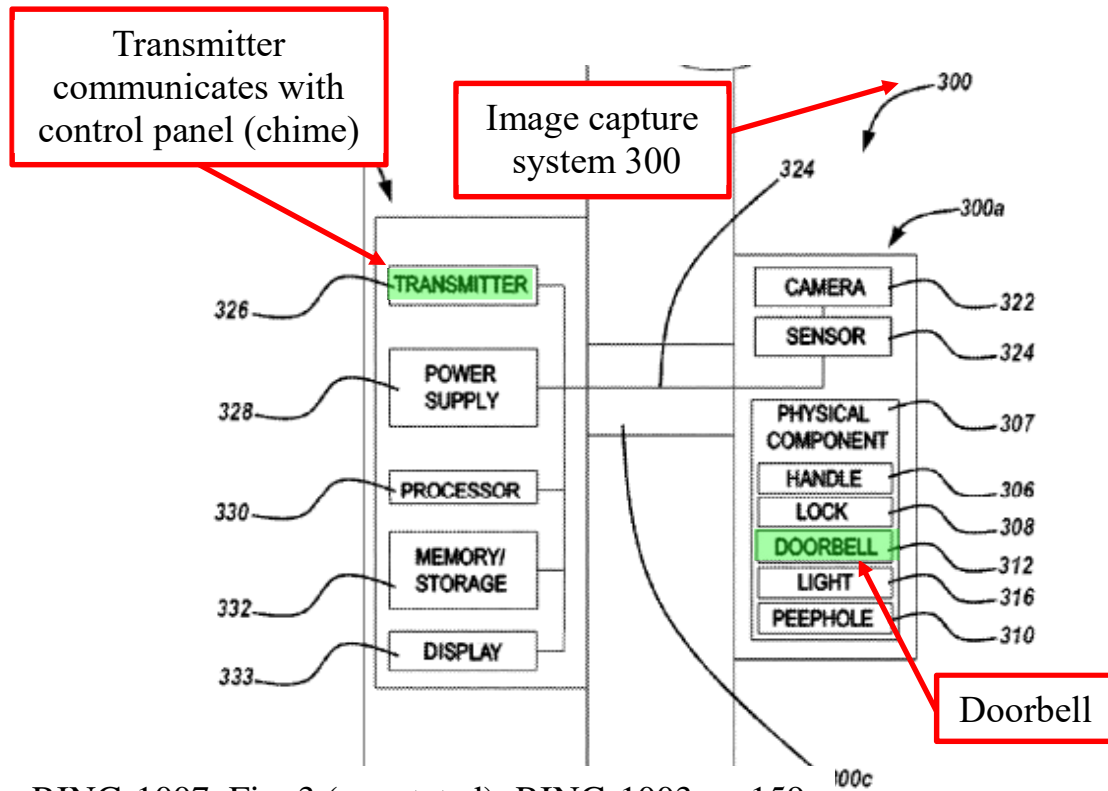 Transmitter
communicates with
control panel (chime)
Image capture
system 300
300
324
300a
TRANSMITTER
326
CAMERA
322
SENSOR
324
POWER
SUPPLY
328
PHYSICAL
COMPONENT
307
HANDLE
306
PROCESSOR
330
LOCK
308
DOORBELL
312
MEMORY/
STORAGE
332
LIGHT
316
PEEPHOLE
310
DISPLAY
333
Doorbell
300c